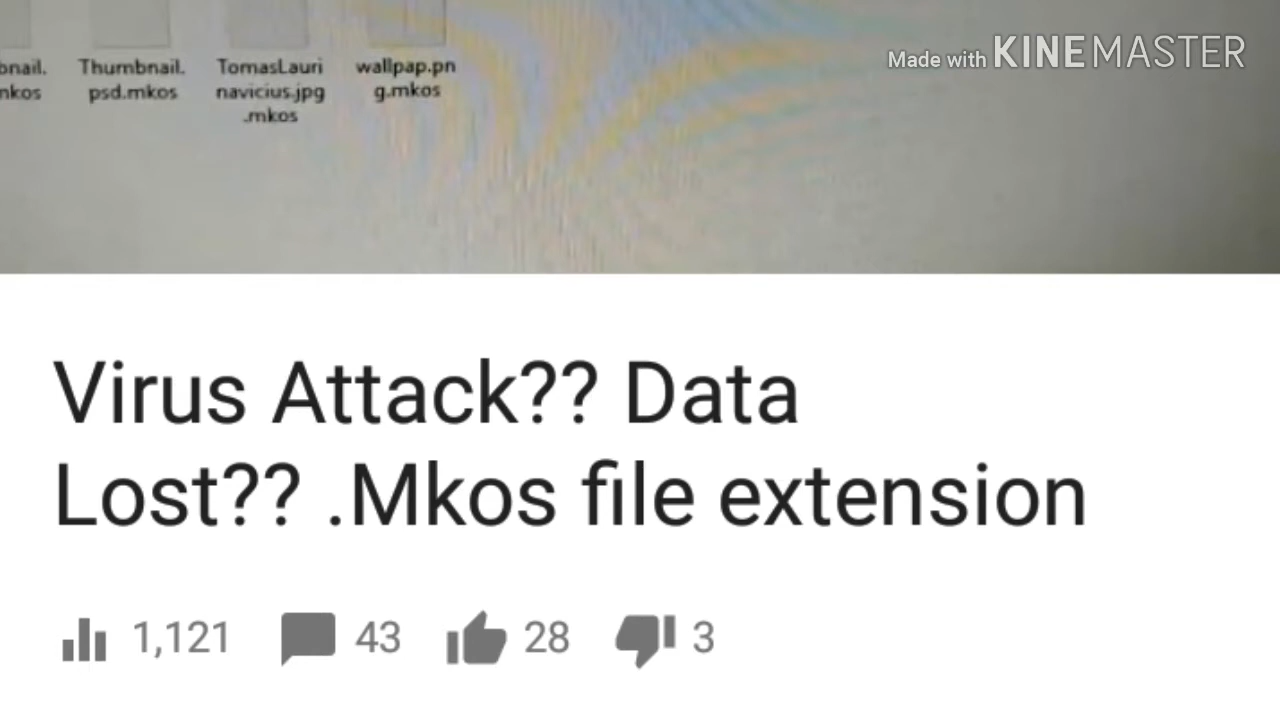 Made with KINEMASTER
bnail. Thumbnail. TomasLauri wallpap.pn
mkos psd.mkos navicius.jpg g.mkos
.mkos
Virus Attack?? Data
Lost?? .Mkos file extension
1,121 43 28 3